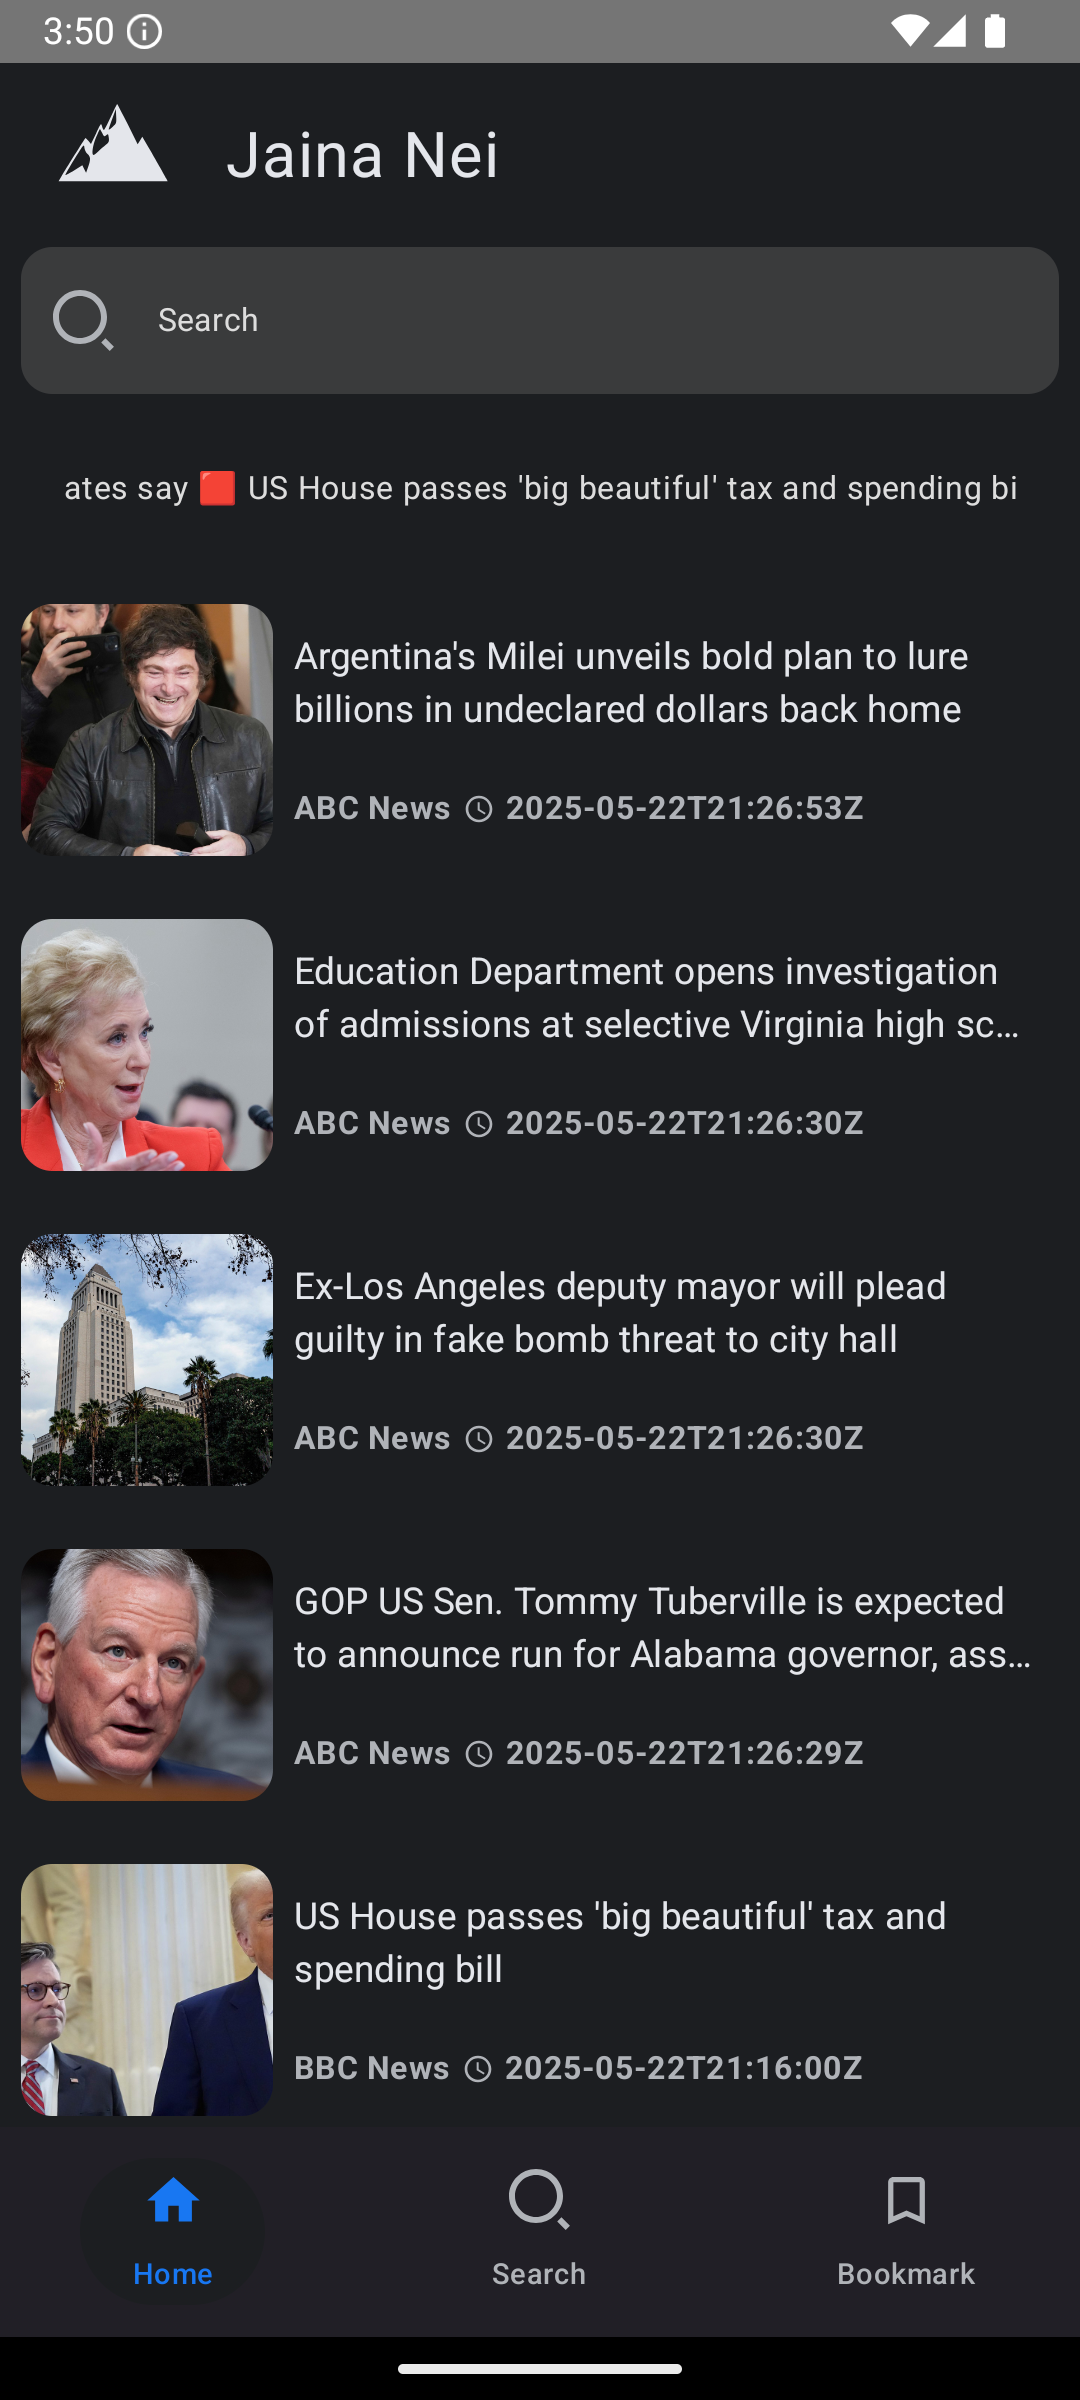 3:50
Jaina Nei
Search
ates say 🟥 US House passes 'big beautiful' tax and spending bi
Argentina's Milei unveils bold plan to lure
billions in undeclared dollars back home
ABC News 2025-05-22T21:26:53Z
Education Department opens investigation
of admissions at selective Virginia high sc...
ABC News 2025-05-22T21:26:30Z
Ex-Los Angeles deputy mayor will plead
guilty in fake bomb threat to city hall
ABC News 2025-05-22T21:26:30Z
GOP US Sen. Tommy Tuberville is expected
to announce run for Alabama governor, ass...
ABC News 2025-05-22T21:26:29Z
US House passes 'big beautiful' tax and
spending bill
BBC News 2025-05-22T21:16:00Z
Home
Search
Bookmark